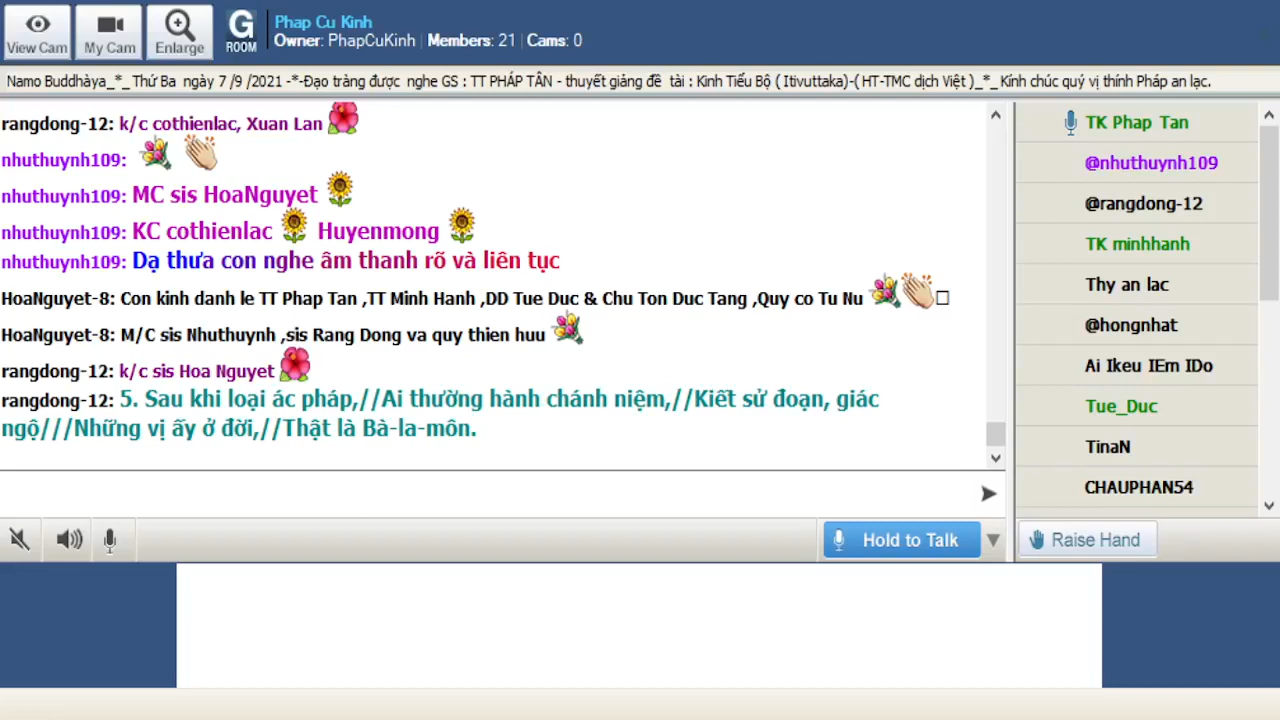 View Cam
My Cam
Enlarge
G
ROOM
Phap Cu Kinh
Owner: PhapCuKinh | Members: 21 | Cams: 0
Namo Buddhàya_*_Thứ Ba ngày 7 /9 /2021 -*-Đạo tràng được nghe GS : TT PHÁP TÂN - thuyết giảng đề tài : Kinh Tiểu Bộ ( Itivuttaka)-( HT-TMC dịch Việt )_*_Kính chúc quý vị thính Pháp an lạc.
rangdong-12: k/c cothienlac, Xuan Lan
nhuthuynh109:
nhuthuynh109: MC sis HoaNguyet
nhuthuynh109: KC cothienlac Huyenmong
nhuthuynh109: Dạ thưa con nghe âm thanh rõ và liên tục
HoaNguyet-8: Con kinh danh le TT Phap Tan ,TT Minh Hanh ,DD Tue Duc & Chu Ton Duc Tang ,Quy co Tu Nu
HoaNguyet-8: M/C sis Nhuthuynh ,sis Rang Dong va quy thien huu
rangdong-12: k/c sis Hoa Nguyet
rangdong-12: 5. Sau khi loại ác pháp,//Ai thường hành chánh niệm,//Kiết sử đoạn, giác
ngộ///Những vị ấy ở đời,//Thật là Bà-la-môn.
TK Phap Tan
@nhuthuynh109
@rangdong-12
TK minhhanh
Thy an lac
@hongnhat
Ai Ikeu IEm IDo
Tue_Duc
TinaN
CHAUPHAN54
Hold to Talk
Raise Hand